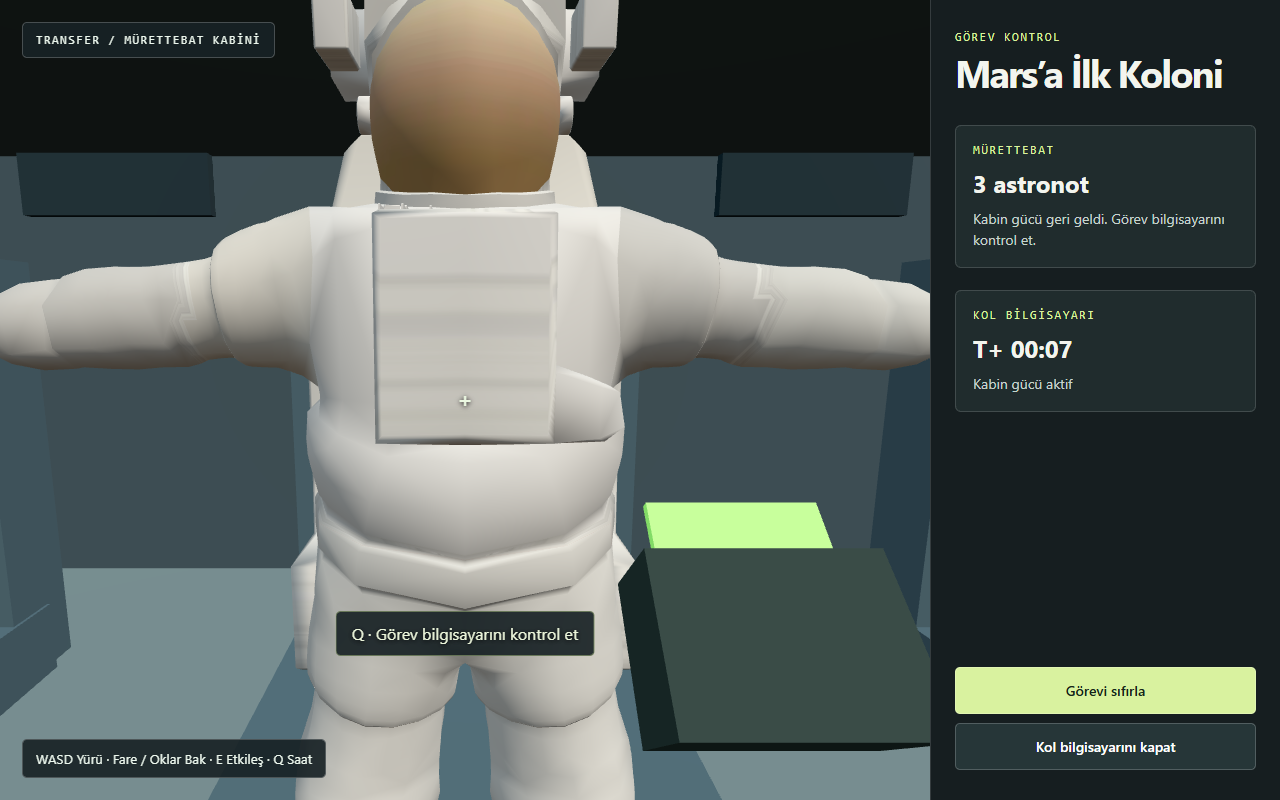 TRANSFER / MÜRETTEBAT KABİNİ
GÖREV KONTROL
Mars’a İlk Koloni
MÜRETTEBAT
3 astronot
Kabin gücü geri geldi. Görev bilgisayarını
kontrol et.
KOL BİLGİSAYARI
T+ 00:07
Kabin gücü aktif
+
Q · Görev bilgisayarını kontrol et
Görevi sıfırla
Kol bilgisayarını kapat
WASD Yürü · Fare / Oklar Bak · E Etkileş · Q Saat